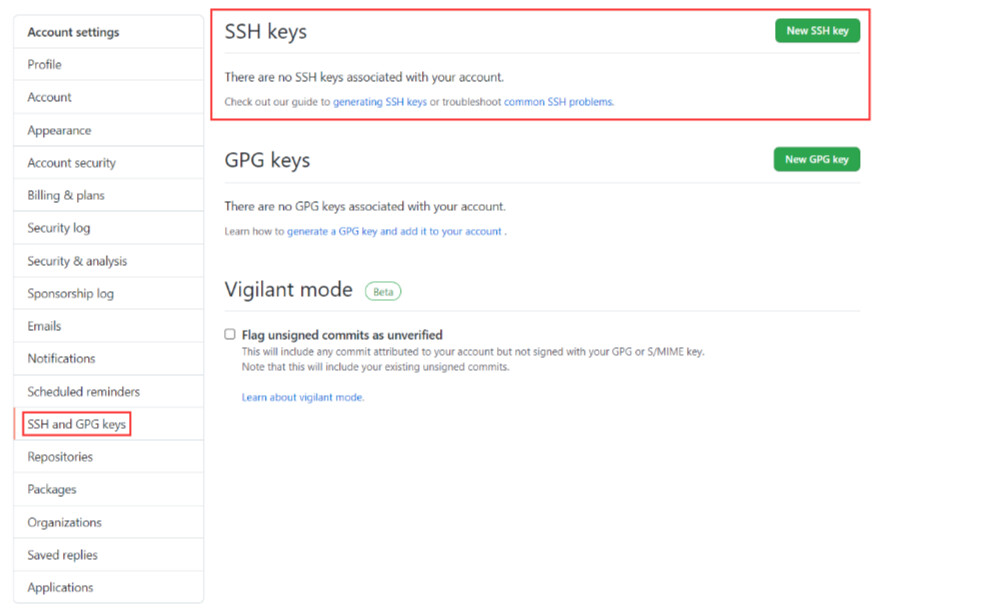 Account settings
Profile
Account
Appearance
Account security
Billing & plans
Security log
Security & analysis
Sponsorship log
Emails
Notifications
Scheduled reminders
SSH and GPG keys
Repositories
Packages
Organizations
Saved replies
Applications
SSH keys
New SSH key
There are no SSH keys associated with your account.
Check out our guide to generating SSH keys or troubleshoot common SSH problems.
GPG keys
New GPG key
There are no GPG keys associated with your account.
Learn how to generate a GPG key and add it to your account .
Vigilant mode Beta
Flag unsigned commits as unverified
This will include any commit attributed to your account but not signed with your GPG or S/MIME key.
Note that this will include your existing unsigned commits.
Learn about vigilant mode.